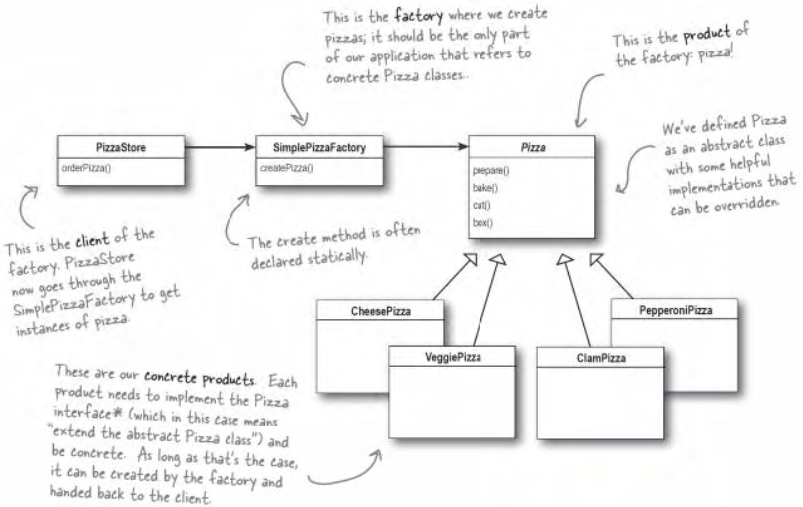 This is the factory where we create
pizzas; it should be the only part
of our application that refers to
concrete Pizza classes..
This is the product of
the factory: pizza!
PizzaStore
orderPizza()
SimplePizzaFactory
createPizza()
Pizza
prepare()
bake()
cut()
box()
We've defined Pizza
as an abstract class
with some helpful
implementations that
can be overridden.
This is the client of the
factory. PizzaStore
now goes through the
SimplePizzaFactory to get
instances of pizza.
The create method is often
declared statically.
CheesePizza
VeggiePizza
ClamPizza
PepperoniPizza
These are our concrete products. Each
product needs to implement the Pizza
interface* (which in this case means
"extend the abstract Pizza class") and
be concrete. As long as that's the case,
it can be created by the factory and
handed back to the client.